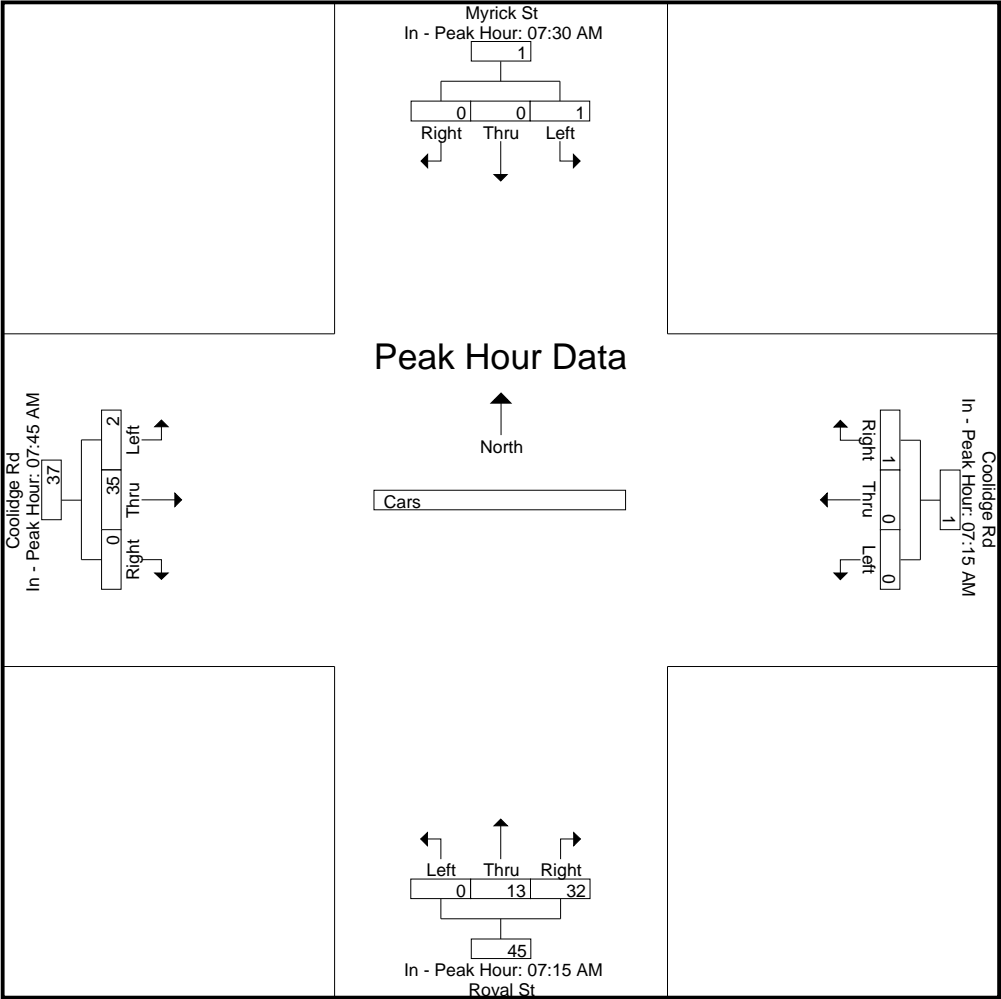 Myrick St
In - Peak Hour: 07:30 AM
1
0 0 1
Right Thru Left
Peak Hour Data
North
Cars
Coolidge Rd
In - Peak Hour: 07:45 AM
37
2 35 0
Left Thru Right
Coolidge Rd
In - Peak Hour: 07:15 AM
1
1 0 0
Right Thru Left
Left Thru Right
0 13 32
45
In - Peak Hour: 07:15 AM
Royal St